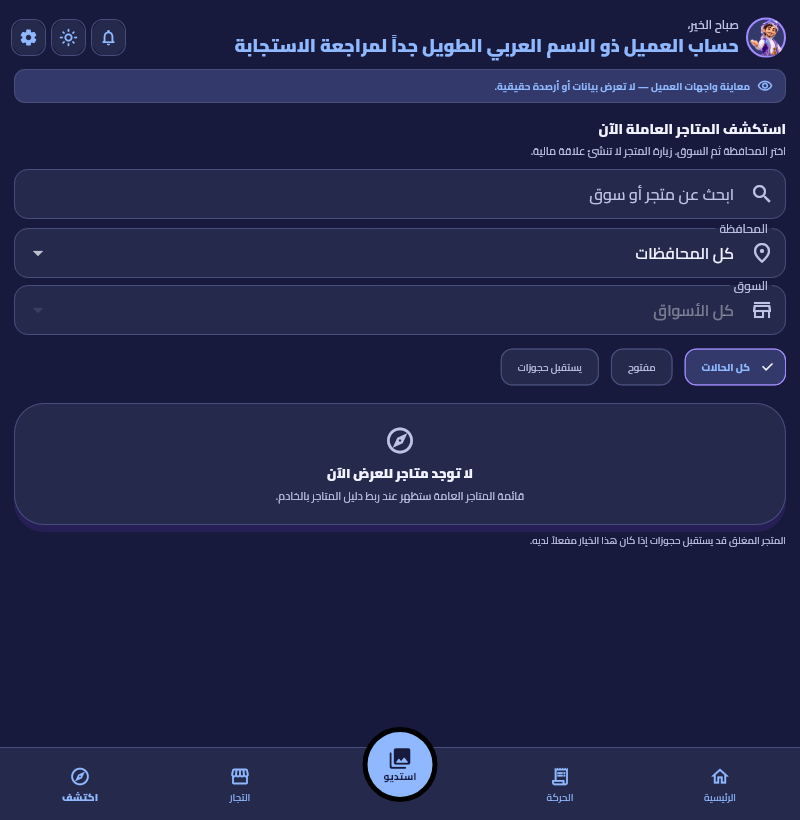 صباح الخير،
حساب العميل ذو الاسم العربي الطويل جداً لمراجعة الاستجابة
معاينة واجهات العميل — لا تعرض بيانات أو أرصدة حقيقية.
استكشف المتاجر العاملة الآن
اختر المحافظة ثم السوق. زيارة المتجر لا تنشئ علاقة مالية.
ابحث عن متجر أو سوق
المحافظة
كل المحافظات
السوق
كل الأسواق
كل الحالات
مفتوح
يستقبل حجوزات
لا توجد متاجر للعرض الآن
قائمة المتاجر العامة ستظهر عند ربط دليل المتاجر بالخادم.
المتجر المغلق قد يستقبل حجوزات إذا كان هذا الخيار مفعلاً لديه.
الرئيسية
الحركة
استديو
التجار
اكتشف